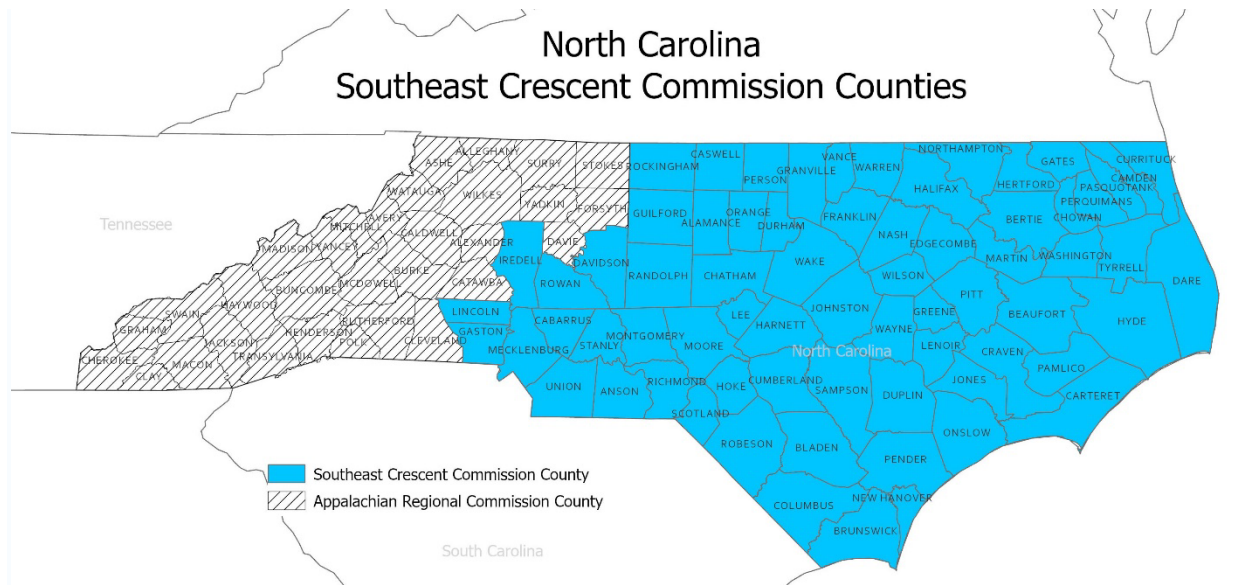 North Carolina
Southeast Crescent Commission Counties
ALLEGHANY
ASHE
SURRY
STOKES
ROCKINGHAM
CASWELL
PERSON
GRANVILLE
VANCE
WARREN
NORTHAMPTON
GATES
CURRITUCK
CAMDEN
PASQUOTANK
PERQUIMANS
CHOWAN
HERTFORD
HALIFAX
BERTIE
WATAUGA
WILKES
YADKIN
FORSYTH
GUILFORD
ALAMANCE
ORANGE
DURHAM
FRANKLIN
NASH
EDGECOMBE
MARTIN
WASHINGTON
TYRRELL
DARE
Tennessee
MITCHELL
AVERY
CALDWELL
ALEXANDER
DAVIE
IREDELL
DAVIDSON
ROWAN
RANDOLPH
CHATHAM
WAKE
WILSON
PITT
BEAUFORT
HYDE
MADISON
YANCEY
BURKE
CATAWBA
MCDOWELL
BUNCOMBE
HAYWOOD
SWAIN
GRAHAM
CHEROKEE
CLAY
MACON
JACKSON
TRANSYLVANIA
HENDERSON
POLK
RUTHERFORD
CLEVELAND
LINCOLN
GASTON
MECKLENBURG
CABARRUS
STANLY
MONTGOMERY
MOORE
LEE
HARNETT
JOHNSTON
WAYNE
GREENE
LENOIR
CRAVEN
PAMLICO
North Carolina
UNION
ANSON
RICHMOND
SCOTLAND
HOKE
CUMBERLAND
SAMPSON
DUPLIN
JONES
CARTERET
ONSLOW
ROBESON
BLADEN
PENDER
COLUMBUS
NEW HANOVER
BRUNSWICK
Southeast Crescent Commission County
Appalachian Regional Commission County
South Carolina